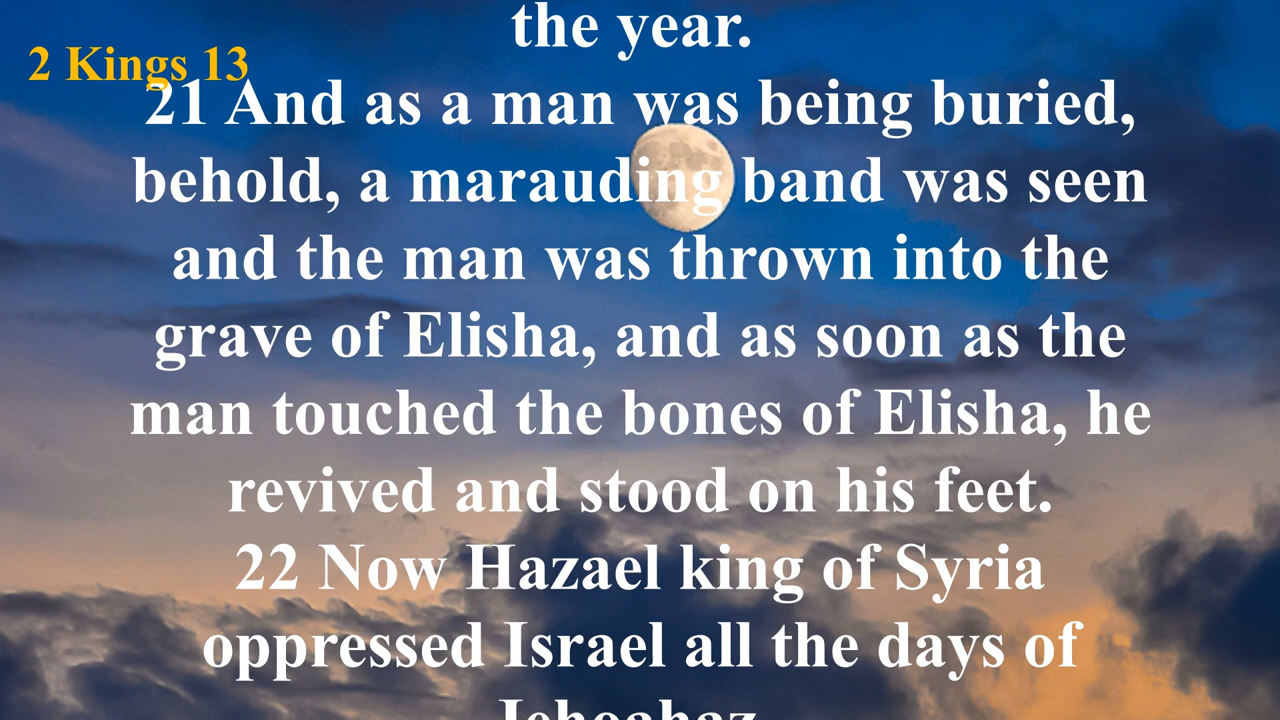 the year.
2 Kings 13
21 And as a man was being buried,
behold, a marauding band was seen
and the man was thrown into the
grave of Elisha, and as soon as the
man touched the bones of Elisha, he
revived and stood on his feet.
22 Now Hazael king of Syria
oppressed Israel all the days of
Jehoahaz.